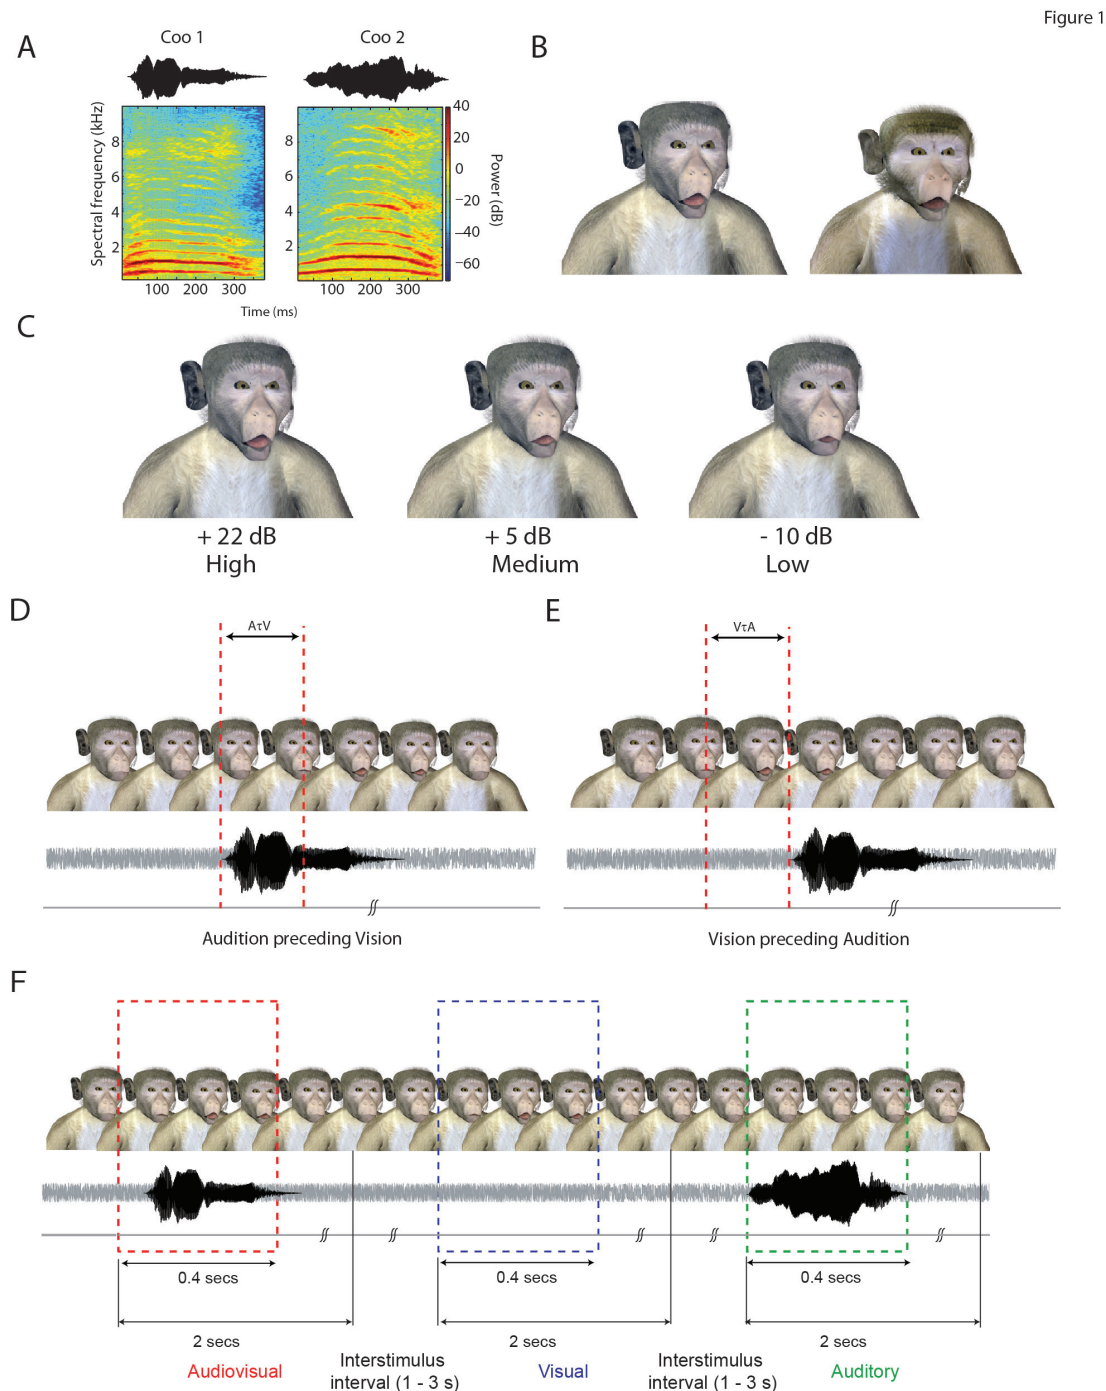 Figure 1
A
Coo 1
Coo 2
B
Spectral frequency (kHz)
8
6
4
2
100 200 300
8
6
4
2
100 200 300
40
20
0
−20
−40
−60
Power (dB)
Time (ms)
C
+ 22 dB
High
+ 5 dB
Medium
- 10 dB
Low
D
AτV
Audition preceding Vision
E
VτA
Vision preceding Audition
F
0.4 secs
0.4 secs
0.4 secs
2 secs
2 secs
2 secs
Audiovisual
Interstimulus
interval (1 - 3 s)
Visual
Interstimulus
interval (1 - 3 s)
Auditory